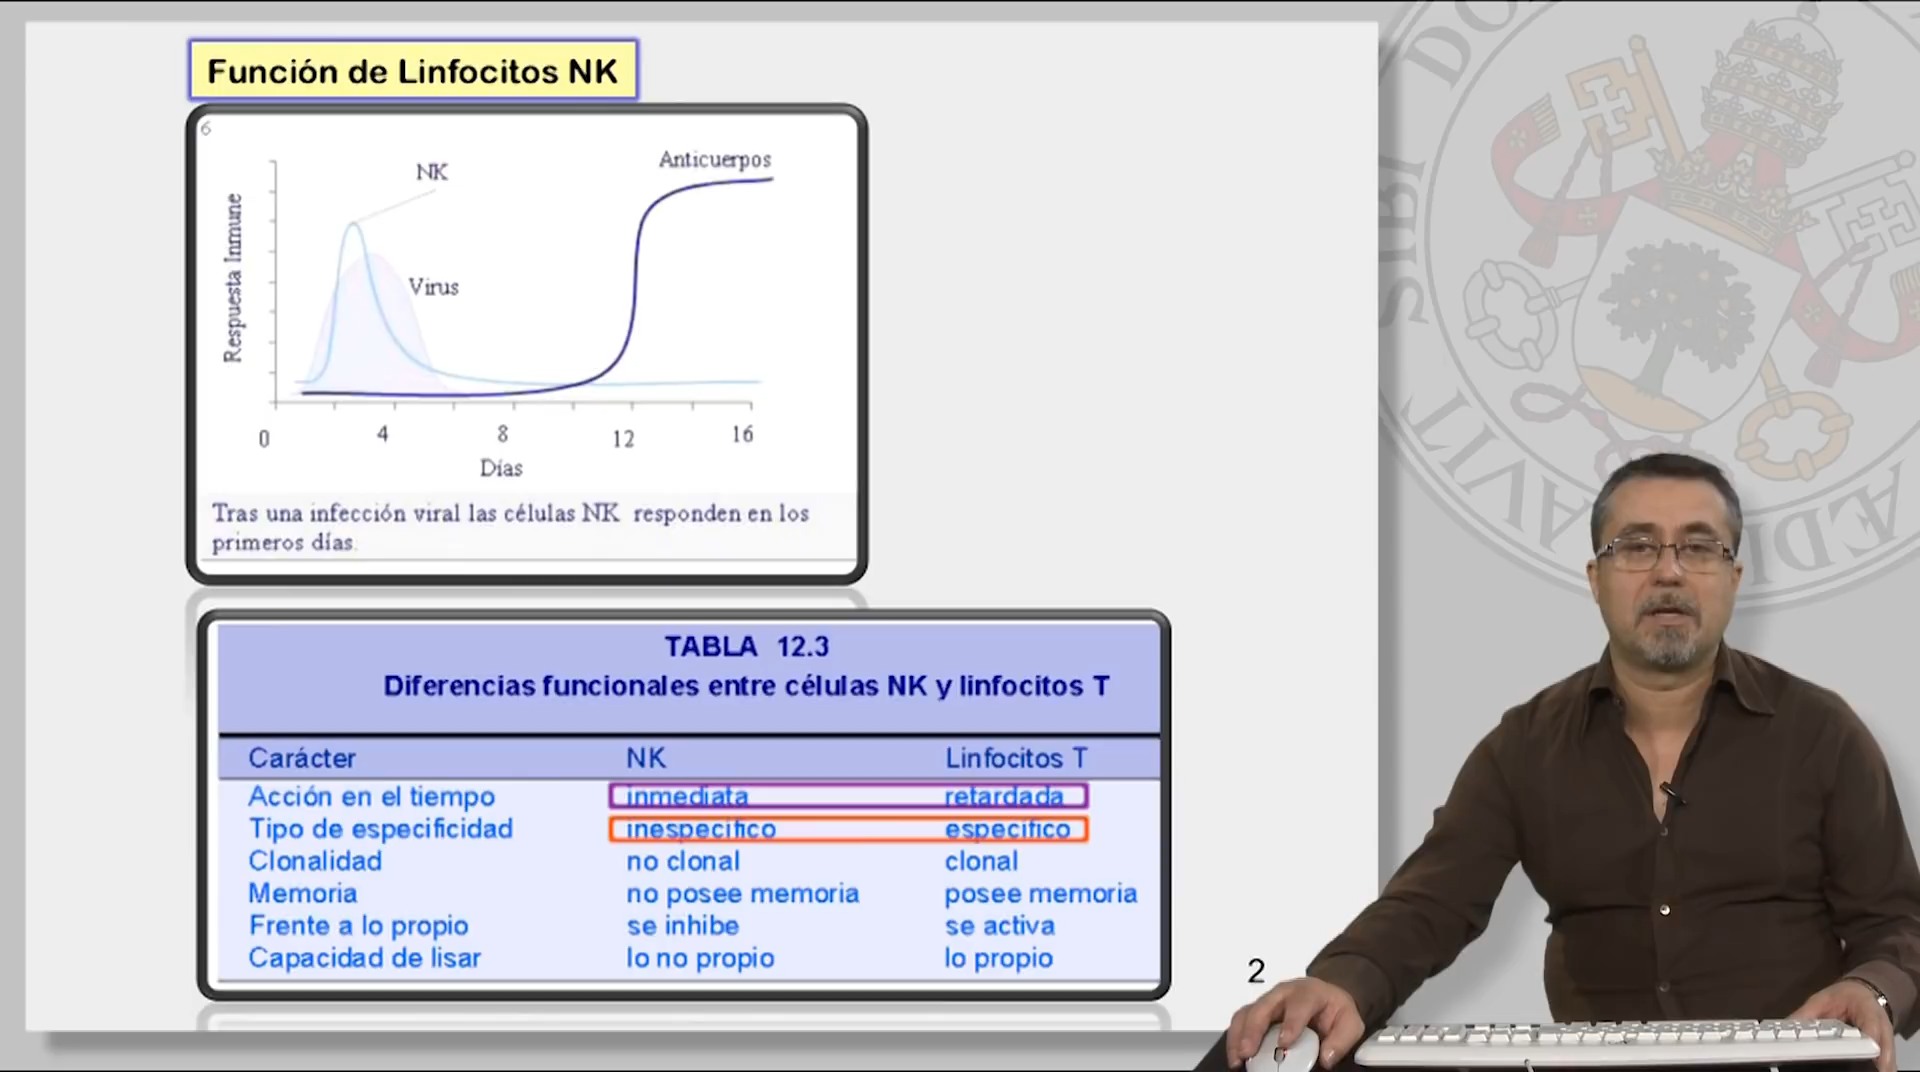 Función de Linfocitos NK
6
NK
Anticuerpos
Virus
Respuesta Inmune
0 4 8 12 16
Días
Tras una infección viral las células NK responden en los
primeros días.
TABLA 12.3
Diferencias funcionales entre células NK y linfocitos T
Carácter NK Linfocitos T
Acción en el tiempo inmediata retardada
Tipo de especificidad inespecífico específico
Clonalidad no clonal clonal
Memoria no posee memoria posee memoria
Frente a lo propio se inhibe se activa
Capacidad de lisar lo no propio lo propio
2